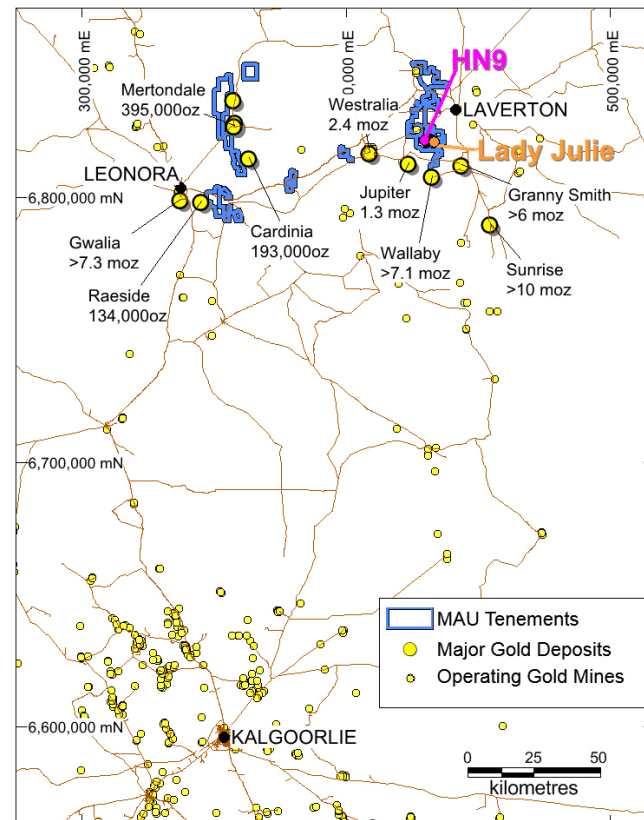 300,000 mE
0,000 mE
500,000 mE
HN9
Mertondale
395,000oz
Westralia
2.4 moz
LAVERTON
Lady Julie
LEONORA
6,800,000 mN
Jupiter
1.3 moz
Granny Smith
>6 moz
Gwalia
>7.3 moz
Cardinia
193,000oz
Wallaby
>7.1 moz
Sunrise
>10 moz
Raeside
134,000oz
6,700,000 mN
MAU Tenements
Major Gold Deposits
Operating Gold Mines
6,600,000 mN
KALGOORLIE
0 25 50
kilometres